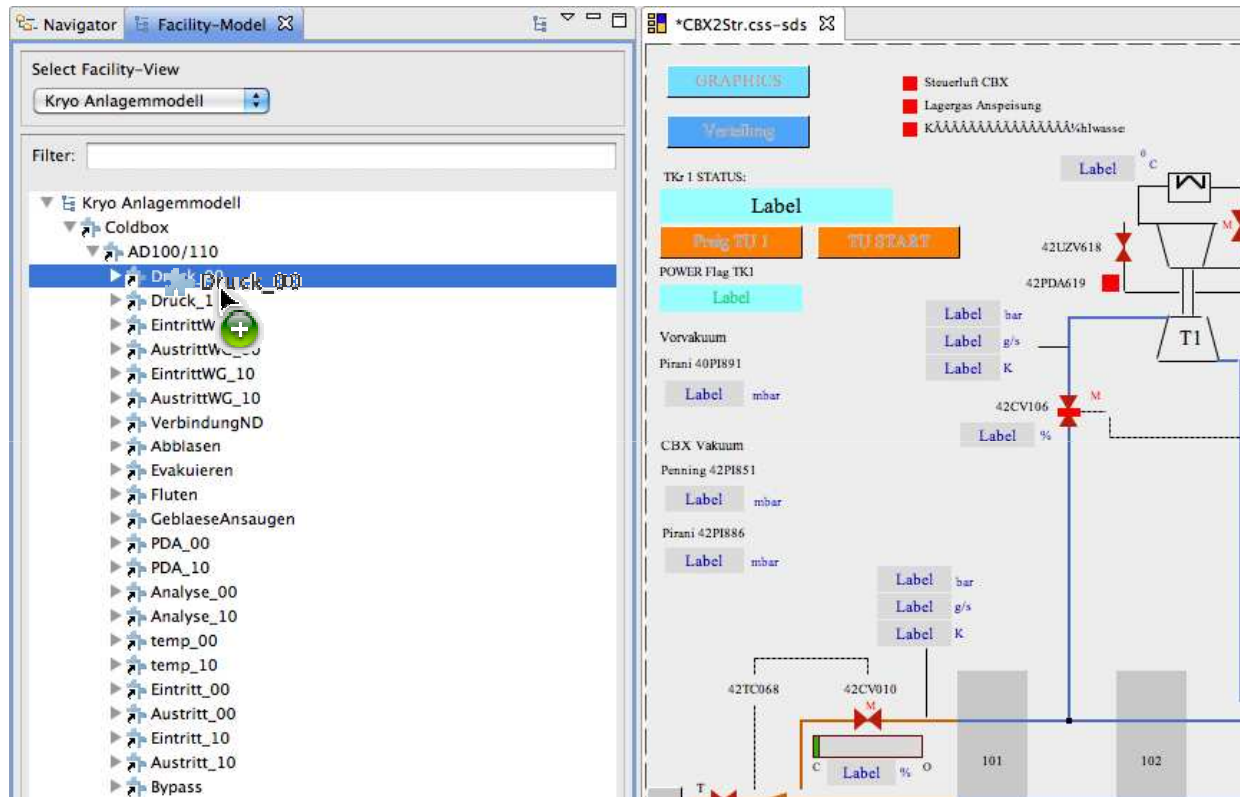 Navigator
Facility-Model
Select Facility-View
Kryo Anlagemmodell
Filter:
Kryo Anlagemmodell
Coldbox
AD100/110
Druck_00
Druck_1
EintrittW
AustrittWG_00
EintrittWG_10
AustrittWG_10
VerbindungND
Abblasen
Evakuieren
Fluten
GeblaeseAnsaugen
PDA_00
PDA_10
Analyse_00
Analyse_10
temp_00
temp_10
Eintritt_00
Austritt_00
Eintritt_10
Austritt_10
Bypass
*CBX2Str.css-sds
GRAPHICS
Verteilung
Steuerluft CBX
Lagergas Anspeisung
TKr 1 STATUS:
Label
Label
0
C
M
TU START
42UZV618
POWER Flag TK1
Label
42PDA619
Label bar
Label g/s
Label K
T1
Vorvakuum
Pirani 40PI891
Label mbar
42CV106
M
Label %
CBX Vakuum
Penning 42PI851
Label mbar
Pirani 42PI886
Label mbar
Label bar
Label g/s
Label K
42TC068
42CV010
M
C
O
Label %
101
102
T